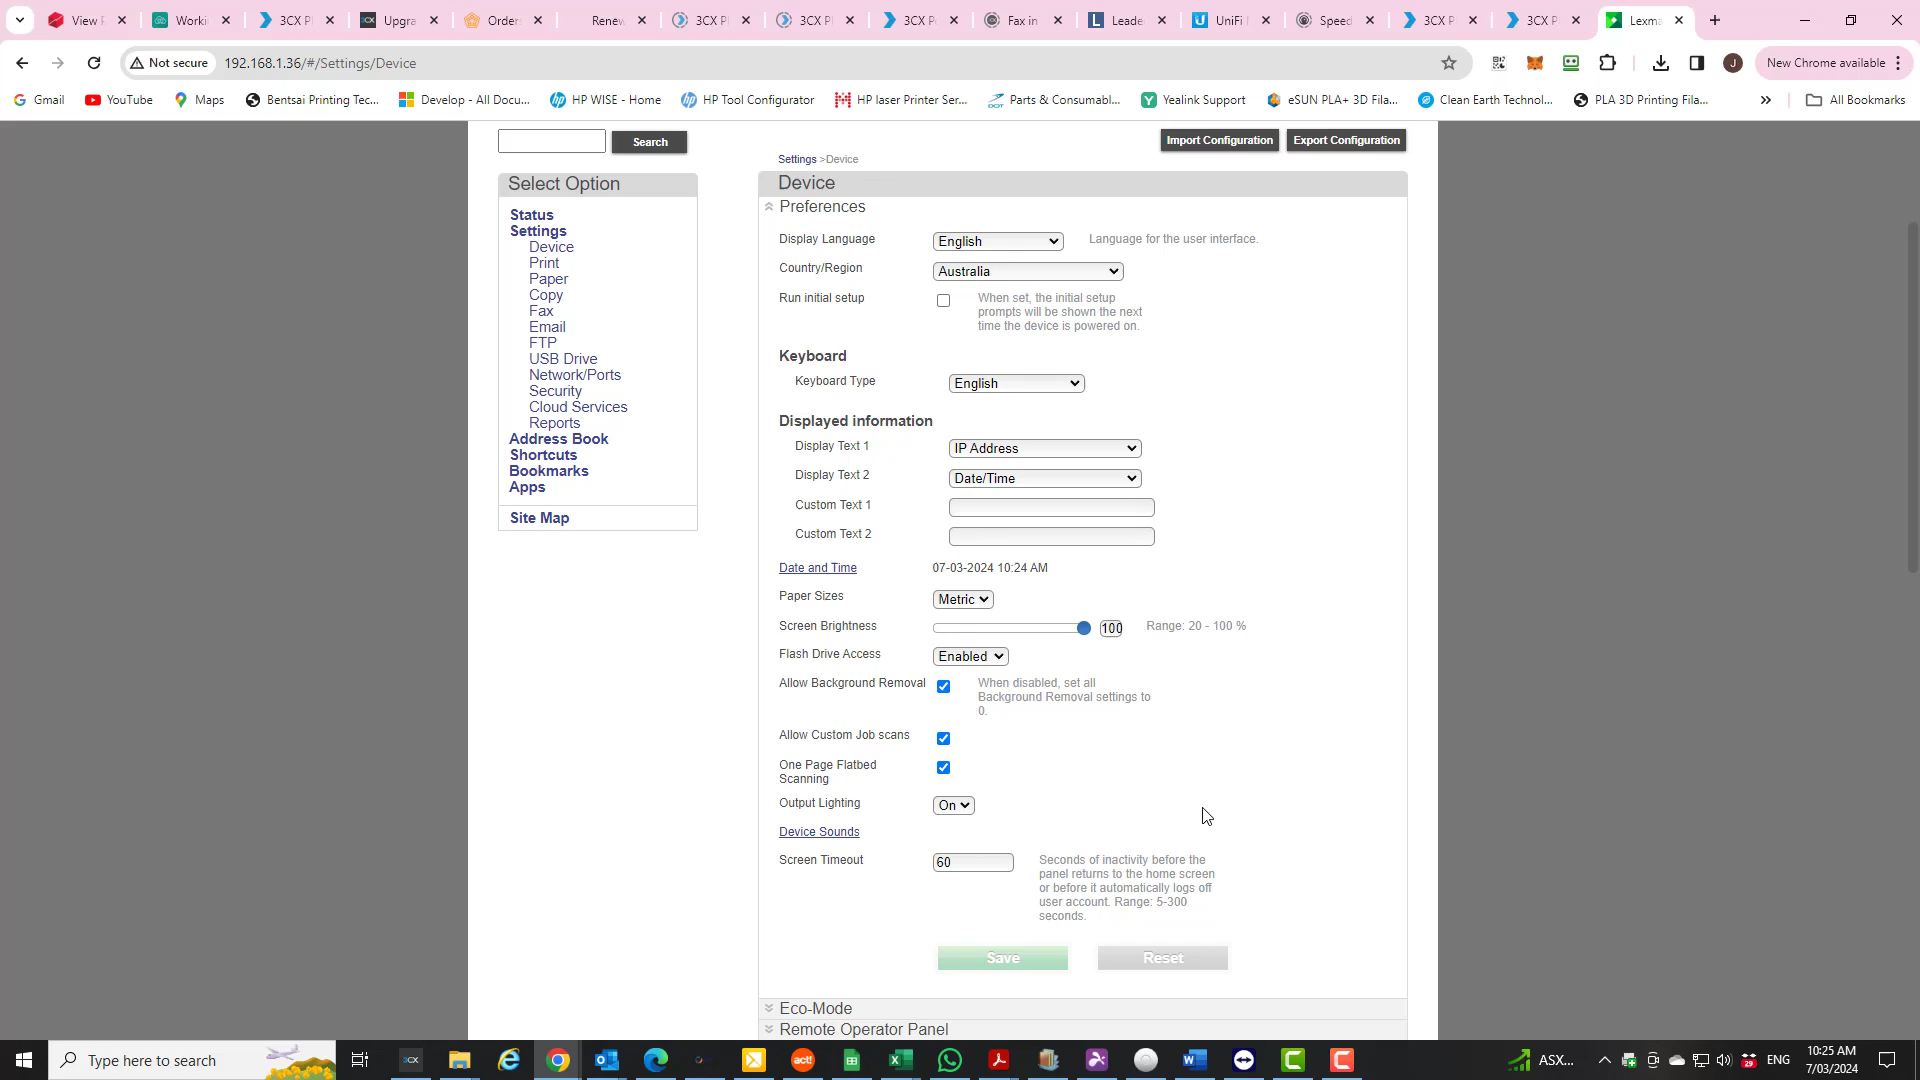 View R
Workin
3CX Pl
Upgra
Orders
Renew
3CX Pl
3CX Pl
3CX Po
Fax in
Leade
UniFi
Speed
3CX P
3CX P
Lexma
Not secure
192.168.1.36/#/Settings/Device
J
New Chrome available
Gmail
YouTube
Maps
Bentsai Printing Tec...
Develop - All Docu...
HP WISE - Home
HP Tool Configurator
HP laser Printer Ser...
Parts & Consumabl...
Yealink Support
eSUN PLA+ 3D Fila...
Clean Earth Technol...
PLA 3D Printing Fila...
All Bookmarks
Search
Import Configuration
Export Configuration
Settings >Device
Select Option
Status
Settings
Device
Print
Paper
Copy
Fax
Email
FTP
USB Drive
Network/Ports
Security
Cloud Services
Reports
Address Book
Shortcuts
Bookmarks
Apps
Site Map
Device
Preferences
Display Language
English
Language for the user interface.
Country/Region
Australia
Run initial setup
When set, the initial setup
prompts will be shown the next
time the device is powered on.
Keyboard
Keyboard Type
English
Displayed information
Display Text 1
IP Address
Display Text 2
Date/Time
Custom Text 1
Custom Text 2
Date and Time
07-03-2024 10:24 AM
Paper Sizes
Metric
Screen Brightness
100
Range: 20 - 100 %
Flash Drive Access
Enabled
Allow Background Removal
When disabled, set all
Background Removal settings to
0.
Allow Custom Job scans
One Page Flatbed
Scanning
Output Lighting
On
Device Sounds
Screen Timeout
60
Seconds of inactivity before the
panel returns to the home screen
or before it automatically logs off
user account. Range: 5-300
seconds.
Save
Reset
Eco-Mode
Remote Operator Panel
Type here to search
act!
ASX...
29
ENG
10:25 AM
7/03/2024